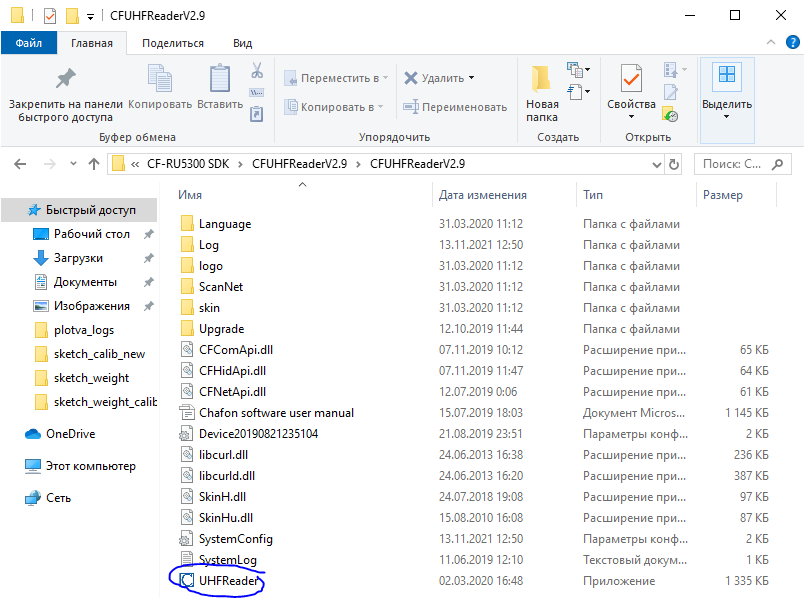 CFUHFReaderV2.9
Файл Главная Поделиться Вид
Закрепить на панели быстрого доступа
Копировать
Вставить
Переместить в
Копировать в
Удалить
Переименовать
Новая папка
Свойства
Выделить
Буфер обмена Упорядочить Создать Открыть
« CF-RU5300 SDK › CFUHFReaderV2.9 › CFUHFReaderV2.9
Поиск: С...
Имя Дата изменения Тип Размер
Быстрый доступ
Рабочий стол
Загрузки
Документы
Изображения
plotva_logs
sketch_calib_new
sketch_weight
sketch_weight_calib
OneDrive
Этот компьютер
Сеть
Language 31.03.2020 11:12 Папка с файлами
Log 13.11.2021 12:50 Папка с файлами
logo 31.03.2020 11:12 Папка с файлами
ScanNet 31.03.2020 11:12 Папка с файлами
skin 31.03.2020 11:12 Папка с файлами
Upgrade 12.10.2019 11:44 Папка с файлами
CFComApi.dll 07.11.2019 10:12 Расширение при... 65 КБ
CFHidApi.dll 07.11.2019 11:47 Расширение при... 64 КБ
CFNetApi.dll 12.07.2019 0:06 Расширение при... 61 КБ
Chafon software user manual 15.07.2019 18:03 Документ Micros... 1 145 КБ
Device20190821235104 21.08.2019 23:51 Параметры конф... 2 КБ
libcurl.dll 24.06.2013 16:38 Расширение при... 236 КБ
libcurld.dll 24.06.2013 16:20 Расширение при... 387 КБ
SkinH.dll 24.07.2018 19:08 Расширение при... 97 КБ
SkinHu.dll 15.08.2010 16:08 Расширение при... 87 КБ
SystemConfig 13.11.2021 12:50 Параметры конф... 2 КБ
SystemLog 11.06.2019 12:10 Текстовый докум... 1 КБ
UHFReader 02.03.2020 16:48 Приложение 1 335 КБ